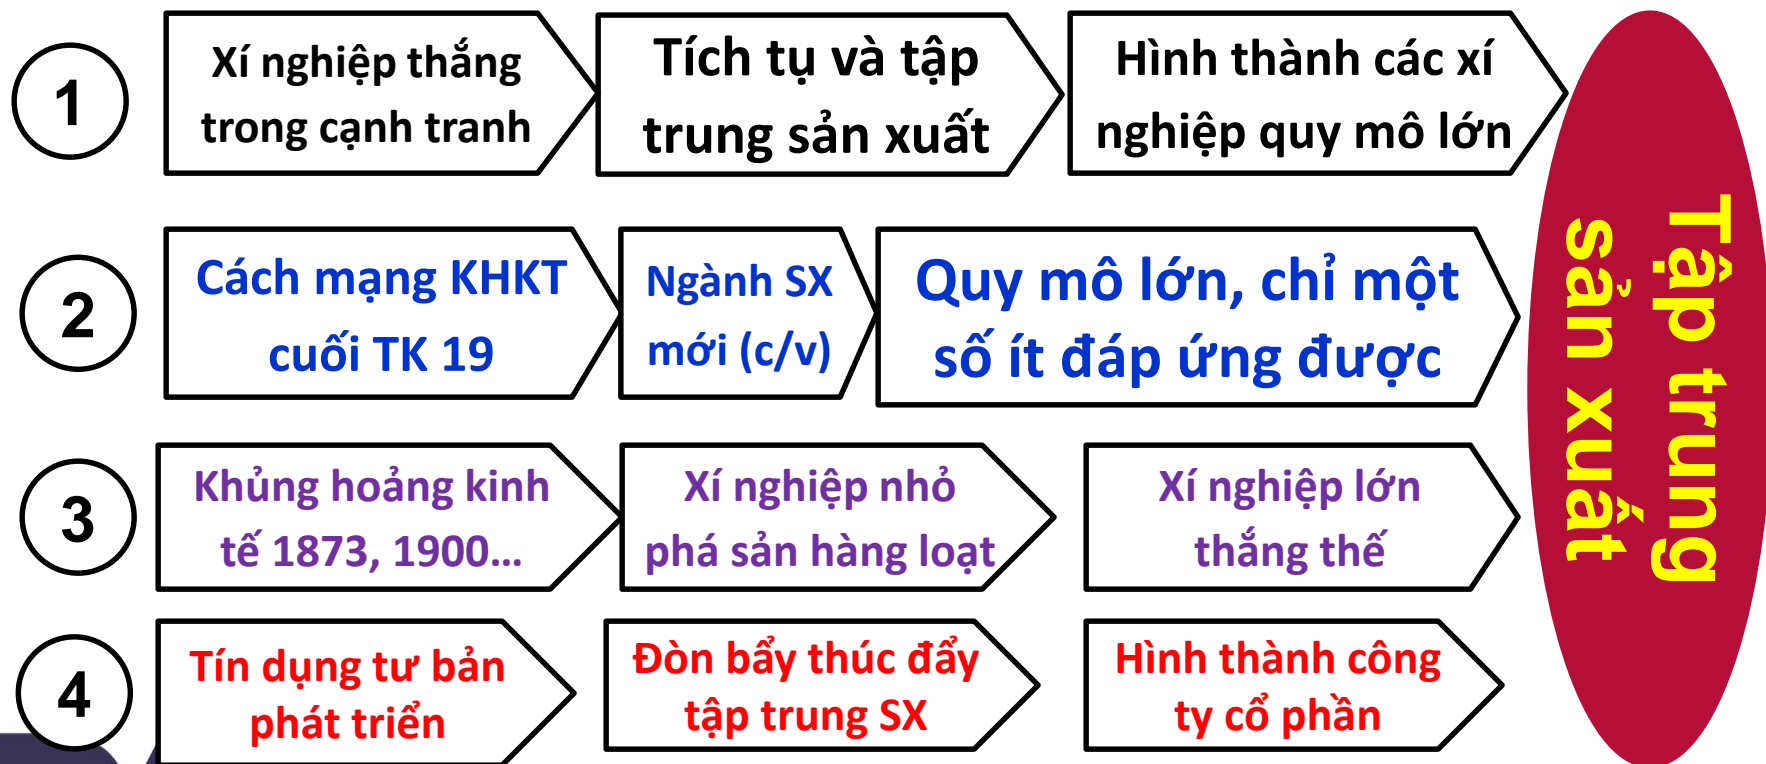 1
Xí nghiệp thắng
trong cạnh tranh
Tích tụ và tập
trung sản xuất
Hình thành các xí
nghiệp quy mô lớn
2
Cách mạng KHKT
cuối TK 19
Ngành SX
mới (c/v)
Quy mô lớn, chỉ một
số ít đáp ứng được
3
Khủng hoảng kinh
tế 1873, 1900...
Xí nghiệp nhỏ
phá sản hàng loạt
Xí nghiệp lớn
thắng thế
4
Tín dụng tư bản
phát triển
Đòn bẩy thúc đẩy
tập trung SX
Hình thành công
ty cổ phần
Tập trung
sản xuất